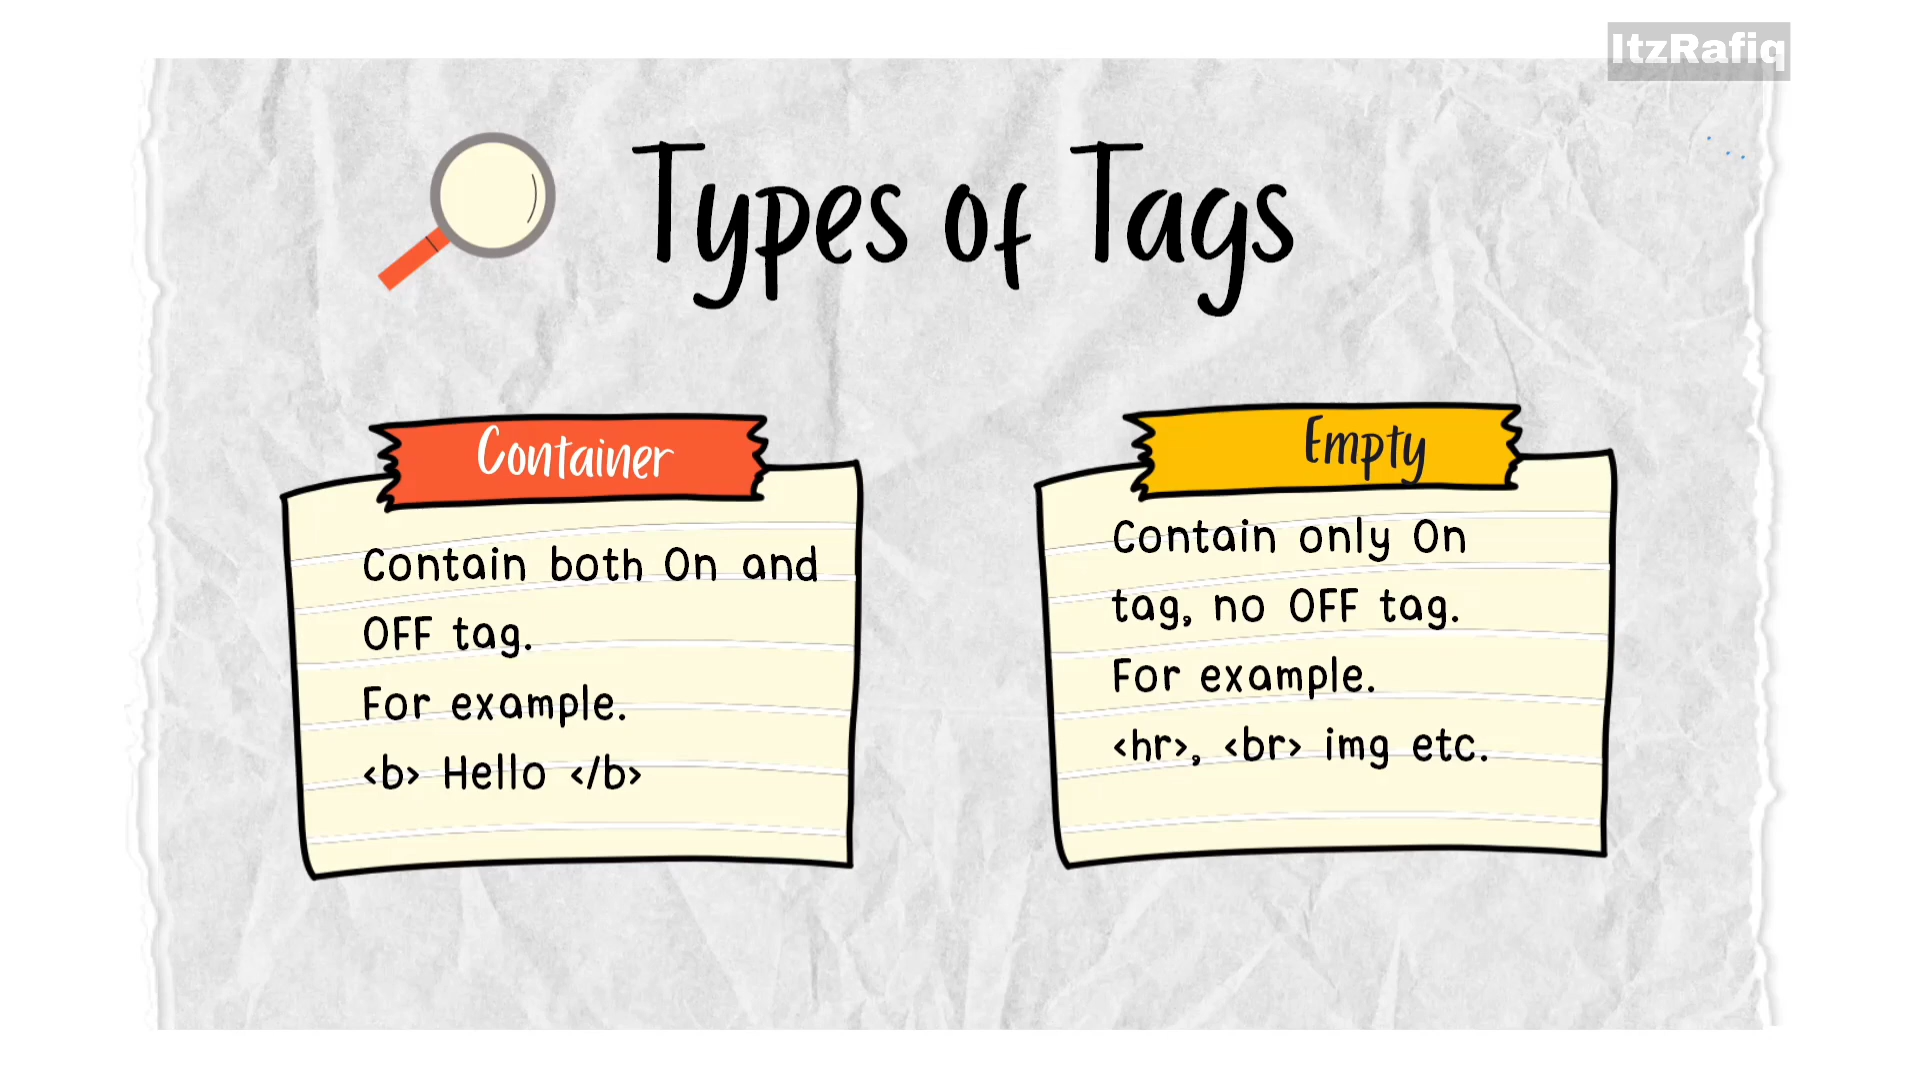 ItzRafiq
Types of Tags
Container
Contain both On and
OFF tag.
For example.
<b> Hello </b>
Empty
Contain only On
tag, no OFF tag.
For example.
<hr>, <br> img etc.